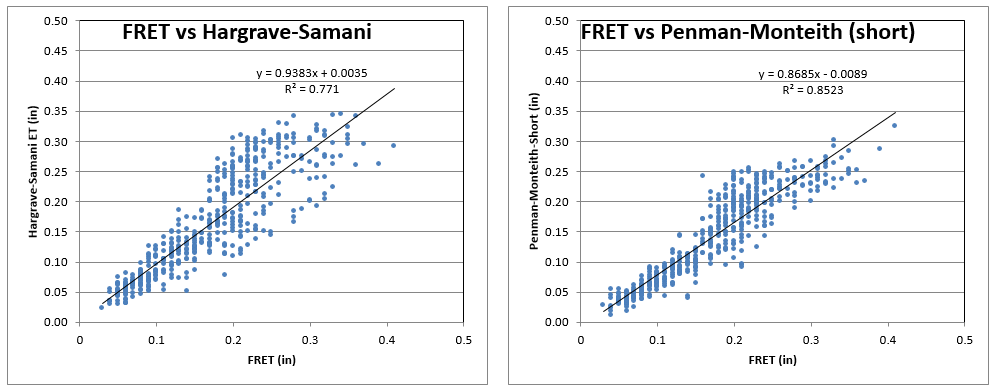 FRET vs Hargrave-Samani
y = 0.9383x + 0.0035
R² = 0.771
Hargrave-Samani ET (in)
0.50
0.45
0.40
0.35
0.30
0.25
0.20
0.15
0.10
0.05
0.00
0 0.1 0.2 0.3 0.4 0.5
FRET (in)
FRET vs Penman-Monteith (short)
y = 0.8685x - 0.0089
R² = 0.8523
Penman-Monteith-Short (in)
0.50
0.45
0.40
0.35
0.30
0.25
0.20
0.15
0.10
0.05
0.00
0 0.1 0.2 0.3 0.4 0.5
FRET (in)